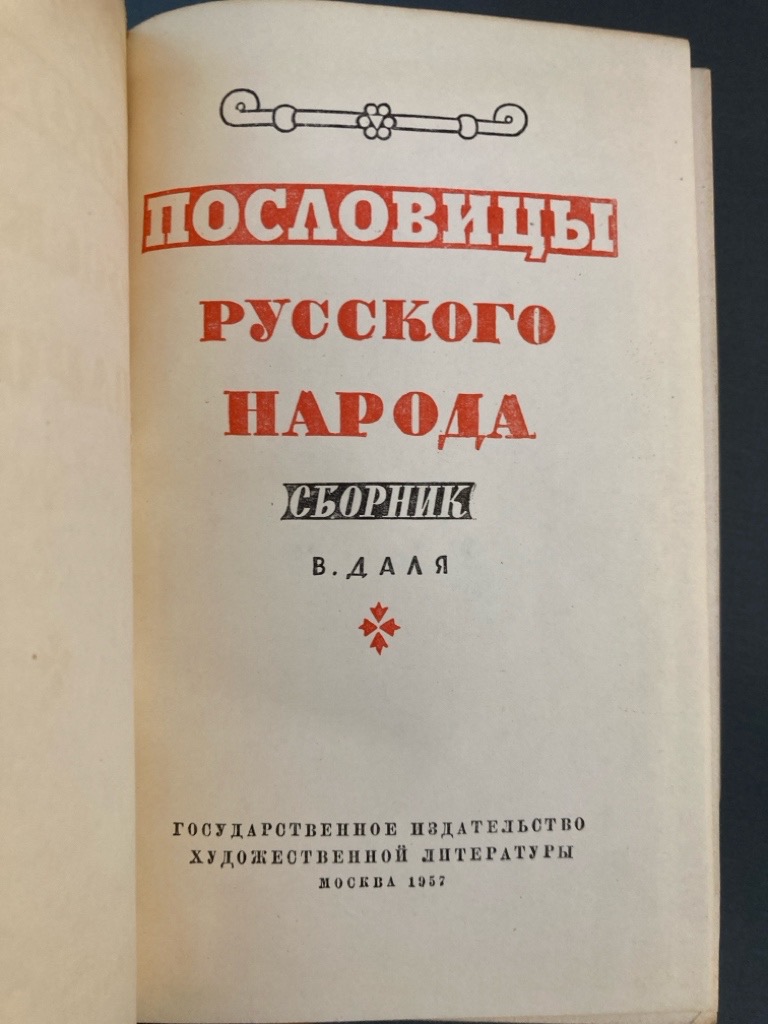 ПОСЛОВИЦЫ
РУССКОГО
НАРОДА
СБОРНИК
В. ДАЛЯ
ГОСУДАРСТВЕННОЕ ИЗДАТЕЛЬСТВО
ХУДОЖЕСТВЕННОЙ ЛИТЕРАТУРЫ
МОСКВА 1957